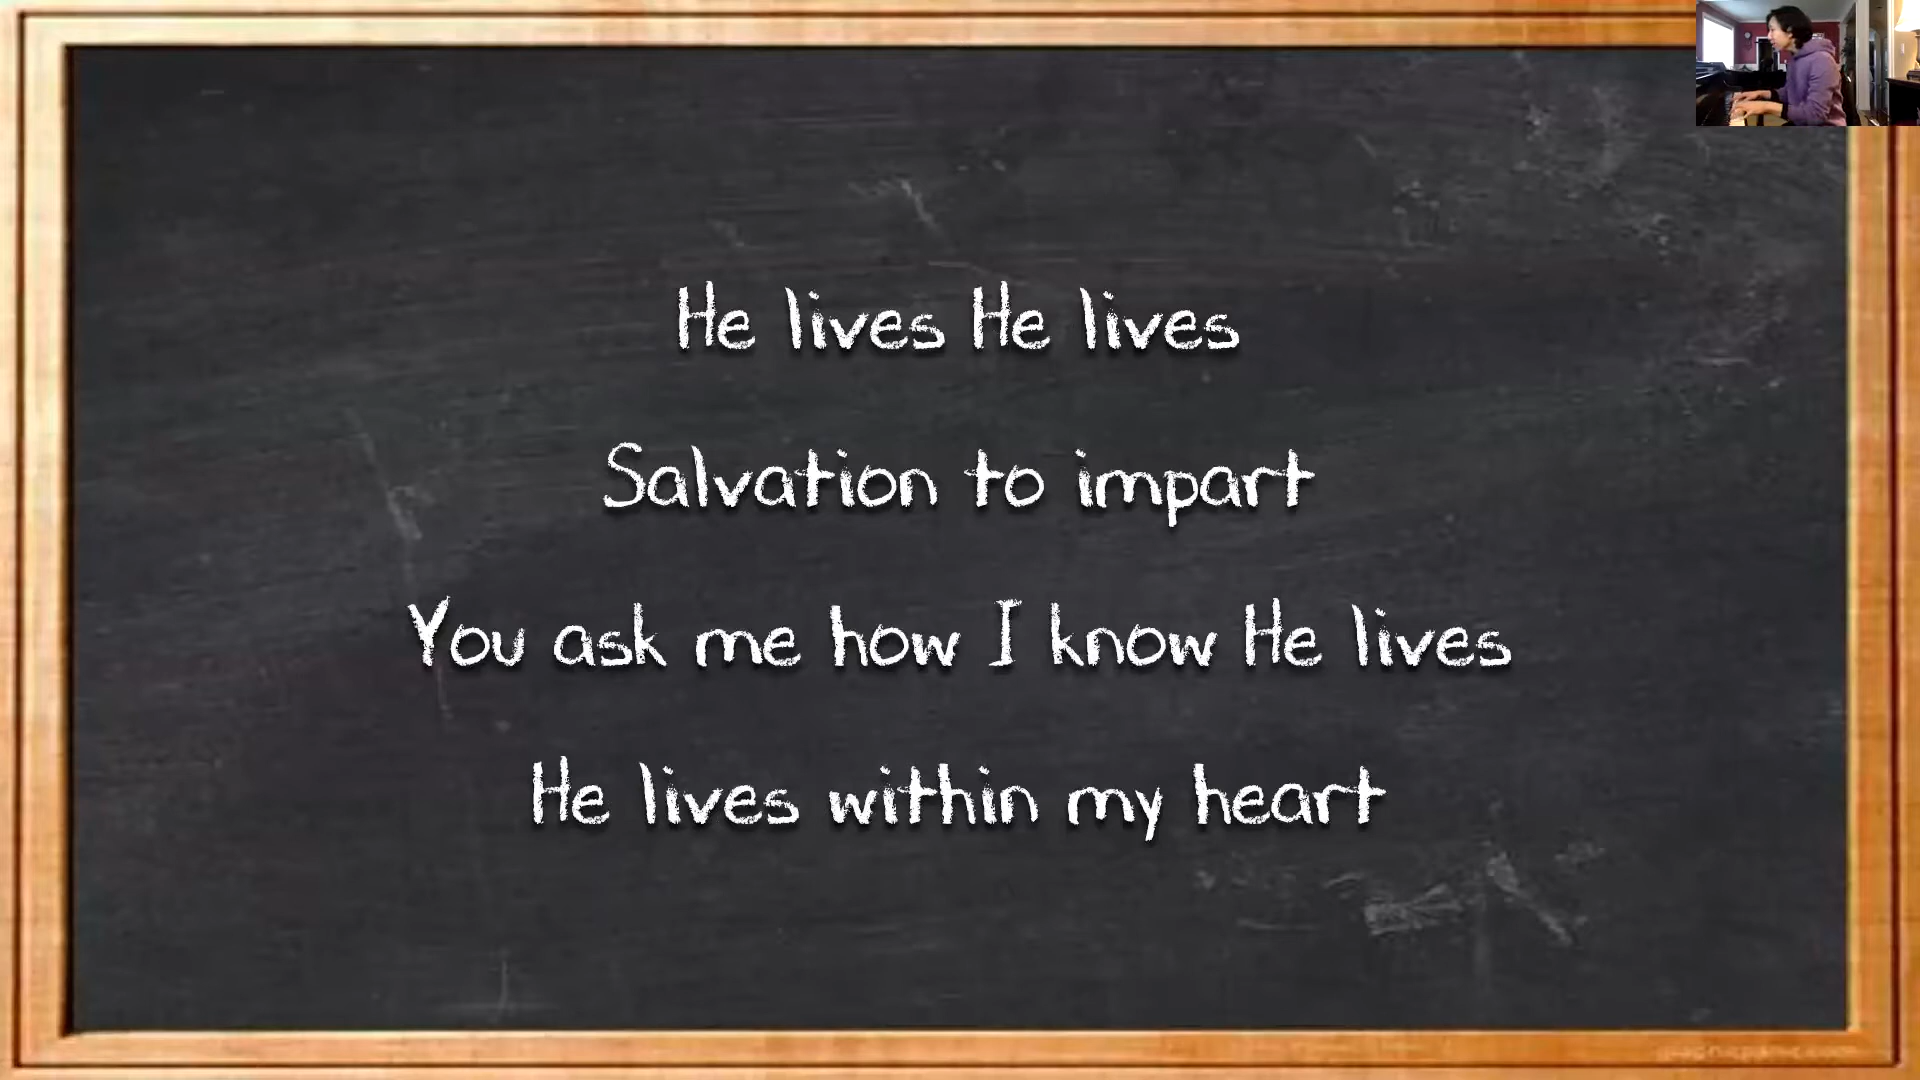 He lives He lives
Salvation to impart
You ask me how I know He lives
He lives within my heart